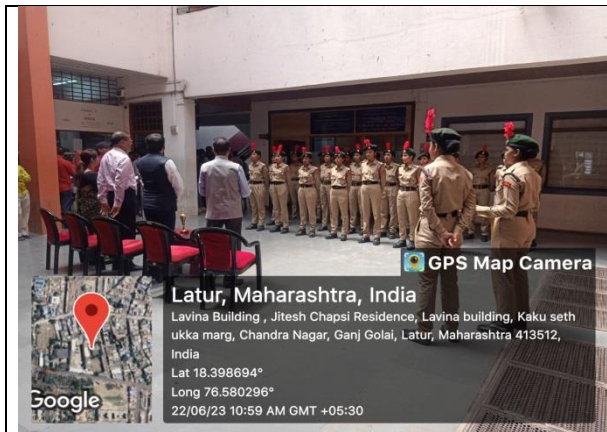 GPS Map Camera
Latur, Maharashtra, India
Lavina Building , Jitesh Chapsi Residence, Lavina building, Kaku seth
ukka marg, Chandra Nagar, Ganj Golai, Latur, Maharashtra 413512,
India
Lat 18.398694°
Long 76.580296°
22/06/23 10:59 AM GMT +05:30
Google